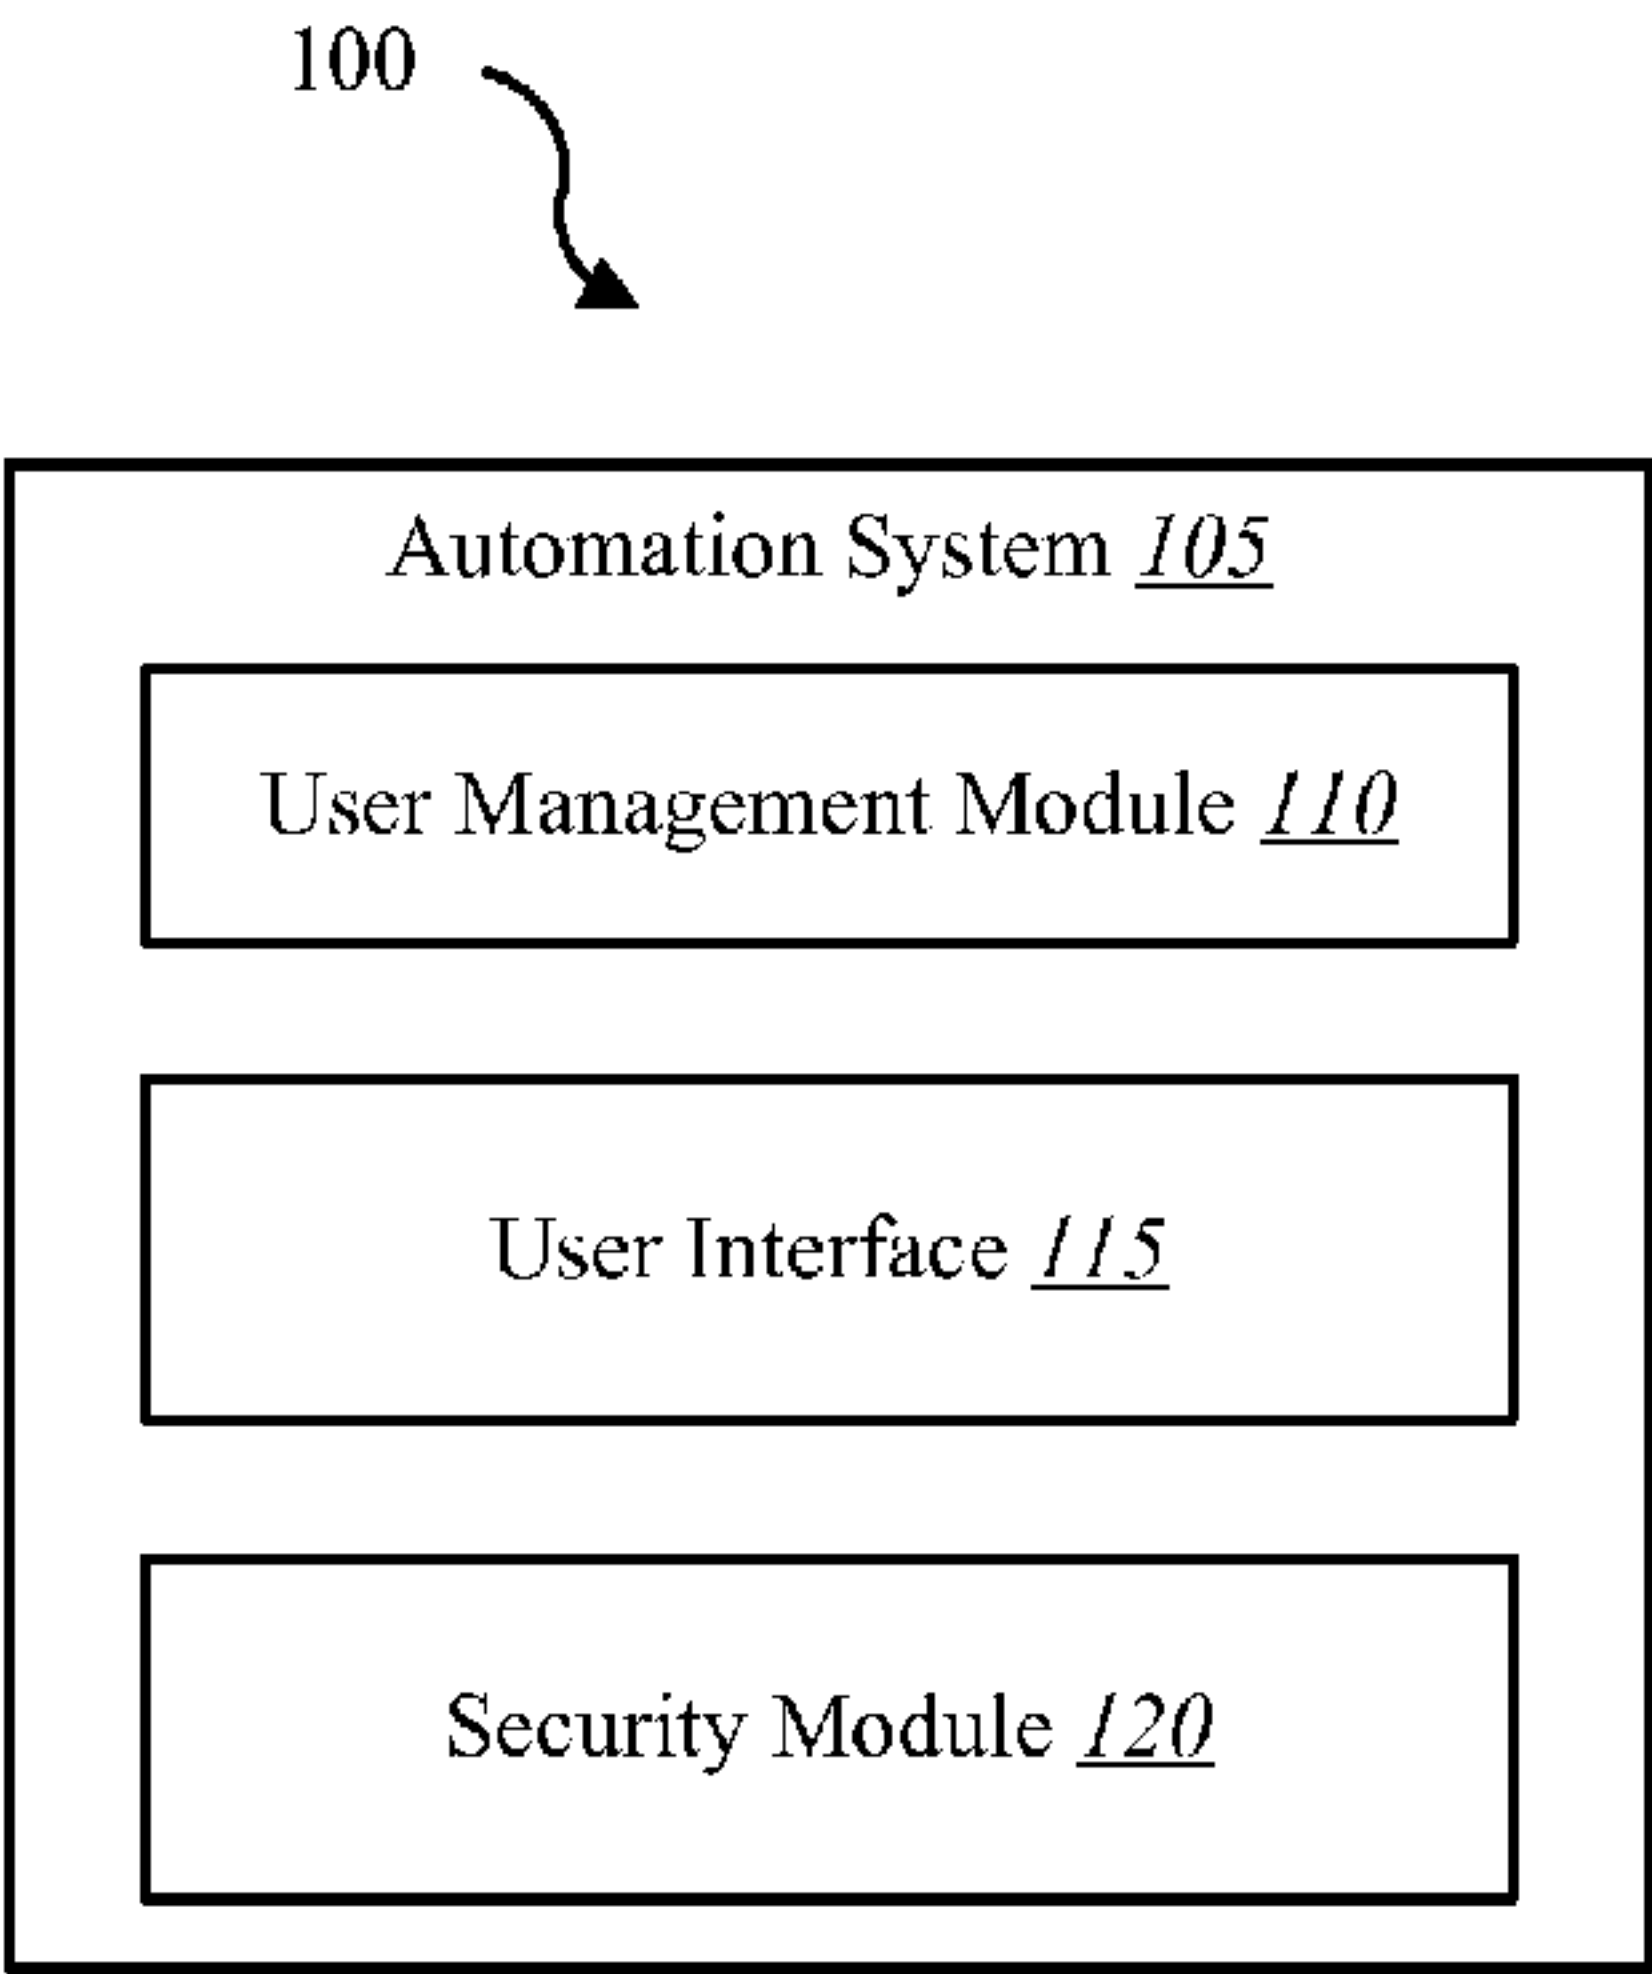 100
Automation System 105
User Management Module 110
User Interface 115
Security Module 120